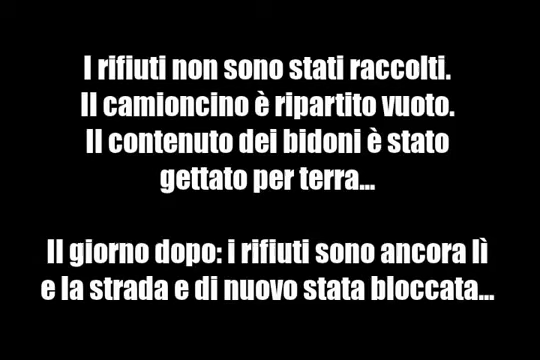 I rifiuti non sono stati raccolti.
Il camioncino è ripartito vuoto.
Il contenuto dei bidoni è stato
gettato per terra...
Il giorno dopo: i rifiuti sono ancora lì
e la strada e di nuovo stata bloccata...